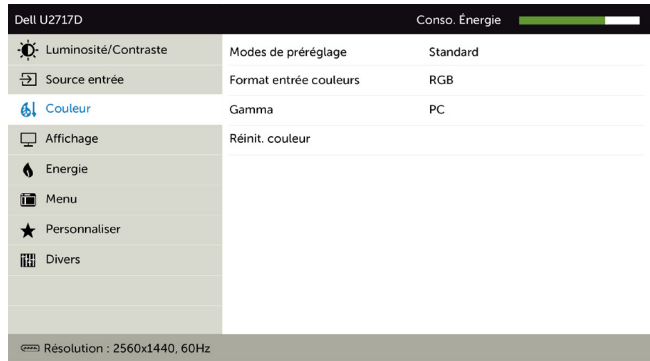 Dell U2717D Conso. Énergie
Luminosité/Contraste
Modes de préréglage Standard
Source entrée
Format entrée couleurs RGB
Couleur
Gamma PC
Affichage
Réinit. couleur
Energie
Menu
Personnaliser
Divers
Résolution : 2560x1440, 60Hz